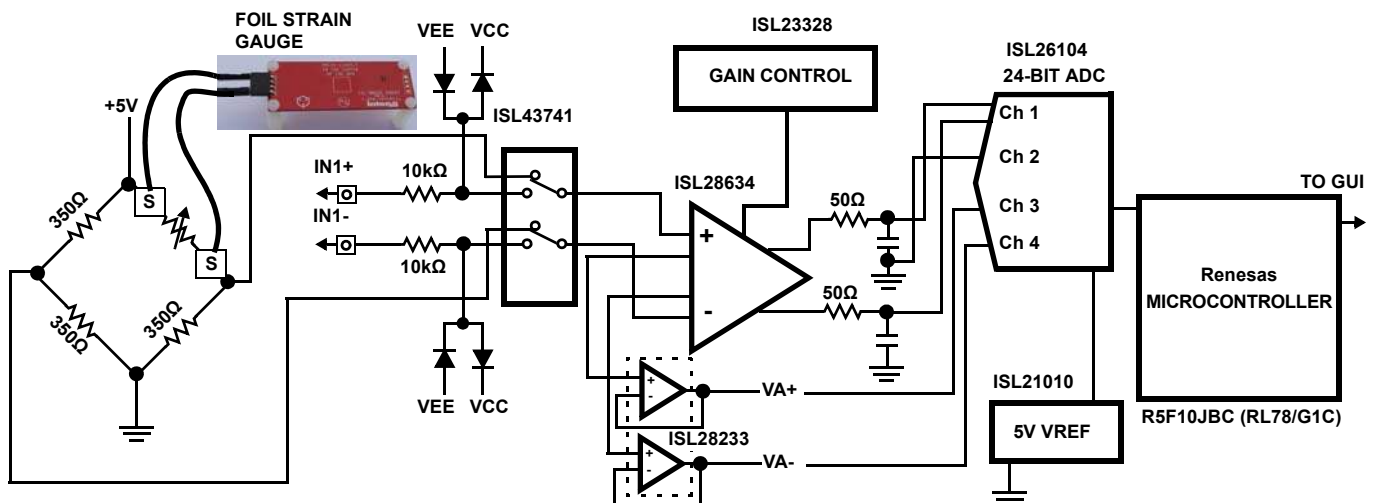 FOIL STRAIN
GAUGE
VEE VCC
ISL23328
GAIN CONTROL
ISL26104
24-BIT ADC
+5V
ISL43741
Ch 1
Ch 2
Ch 3
Ch 4
IN1+
10kΩ
IN1-
10kΩ
ISL28634
+
-
50Ω
50Ω
TO GUI
S
S
350Ω
350Ω
350Ω
Renesas
MICROCONTROLLER
R5F10JBC (RL78/G1C)
VEE VCC
+
-
VA+
ISL28233
+
-
VA-
ISL21010
5V VREF